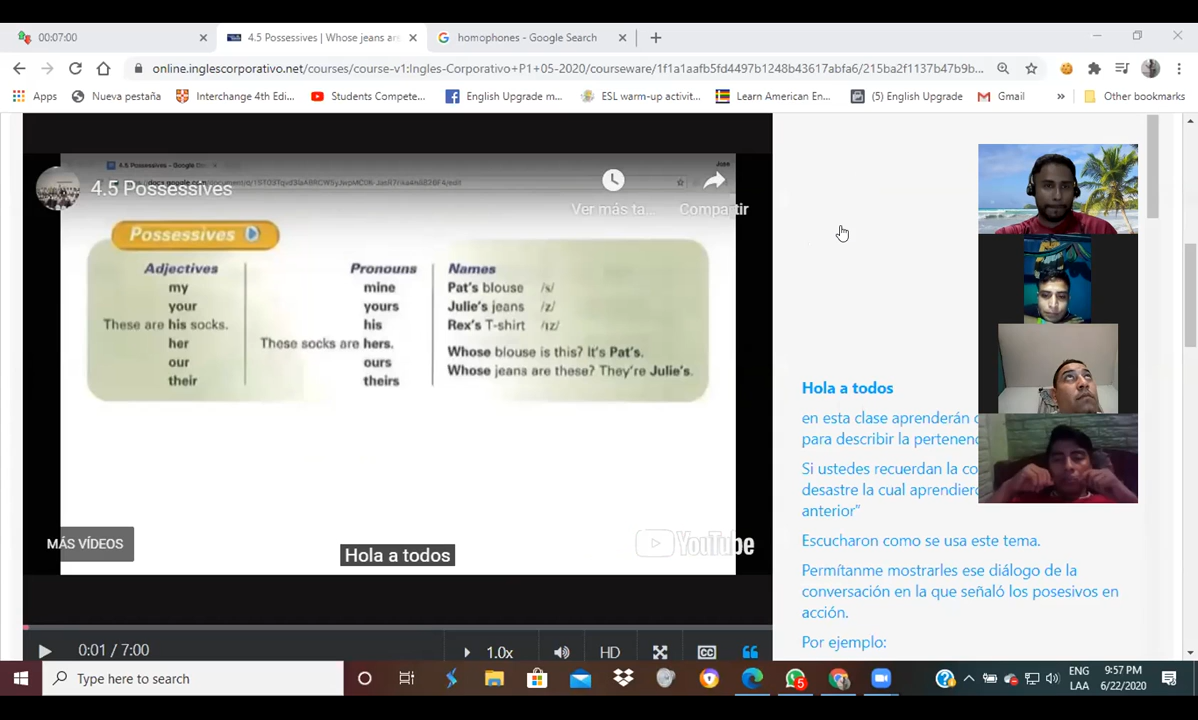 00:07:00
4.5 Possessives | Whose jeans are
homophones - Google Search
online.inglescorporativo.net/courses/course-v1:Ingles-Corporativo+P1+05-2020/courseware/1f1a1aafb5fd4497b1248b43617abfa6/215ba2f1137b47b9b...
Apps
Nueva pestaña
Interchange 4th Edi...
Students Compete...
English Upgrade m...
ESL warm-up activit...
Learn American En...
(5) English Upgrade
Gmail
»
Other bookmarks
4.5 Possessives
Ver más ta...
Compartir
Possessives
Adjectives
my
your
These are his socks.
her
our
their
Pronouns
mine
yours
his
These socks are hers.
ours
theirs
Names
Pat's blouse /s/
Julie's jeans /z/
Rex's T-shirt /ɪz/
Whose blouse is this? It's Pat's.
Whose jeans are these? They're Julie's.
MÁS VÍDEOS
Hola a todos
YouTube
0:01 / 7:00
1.0x
HD
CC
Hola a todos
en esta clase aprenderán
para describir la
Si ustedes recuerdan la
desastre la cual
anterior”
Escucharon como se usa este tema.
Permítanme mostrarles ese diálogo de la
conversación en la que señaló los posesivos en
acción.
Por ejemplo:
Type here to search
5
ENG
LAA
9:57 PM
6/22/2020